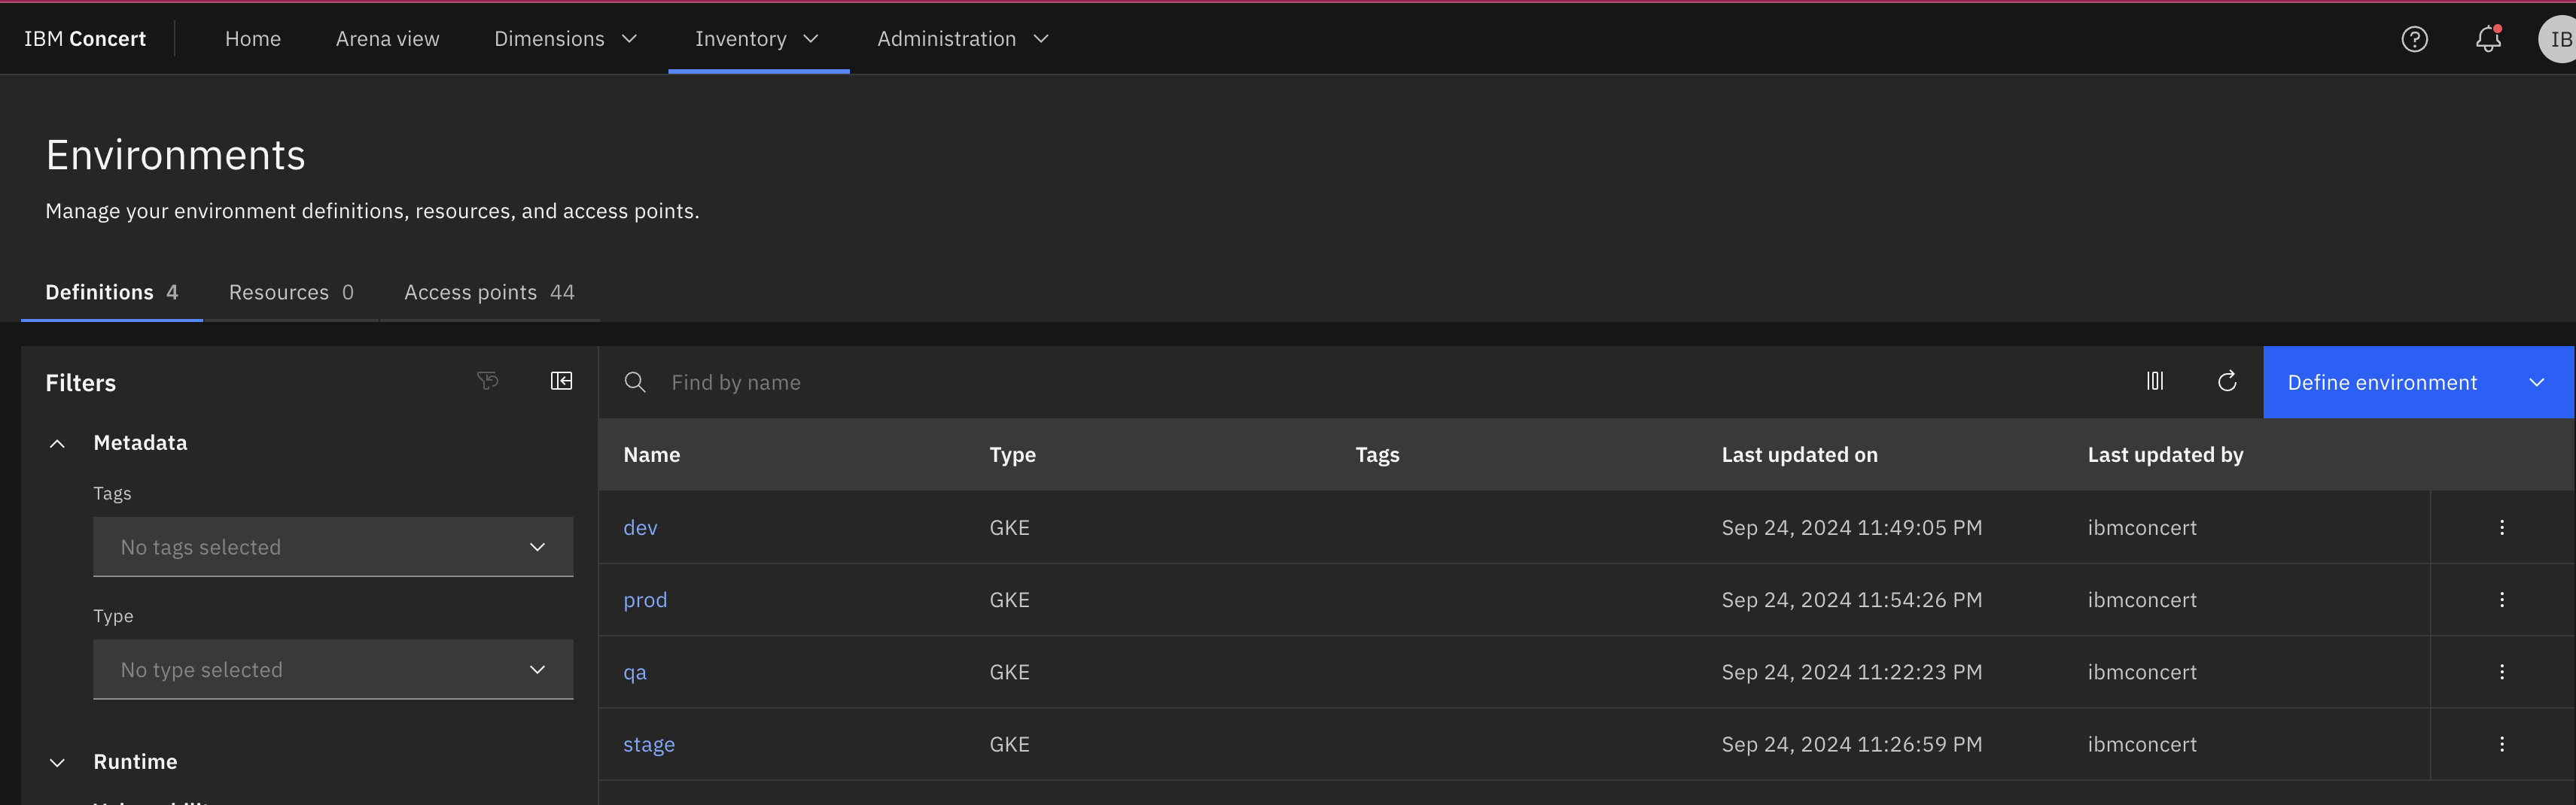 IBM Concert Home Arena view Dimensions Inventory Administration IB
Environments
Manage your environment definitions, resources, and access points.
Definitions 4 Resources 0 Access points 44
Filters Find by name Define environment
Metadata
Name Type Tags Last updated on Last updated by
Tags
dev GKE Sep 24, 2024 11:49:05 PM ibmconcert
No tags selected
prod GKE Sep 24, 2024 11:54:26 PM ibmconcert
Type
No type selected
qa GKE Sep 24, 2024 11:22:23 PM ibmconcert
stage GKE Sep 24, 2024 11:26:59 PM ibmconcert
Runtime